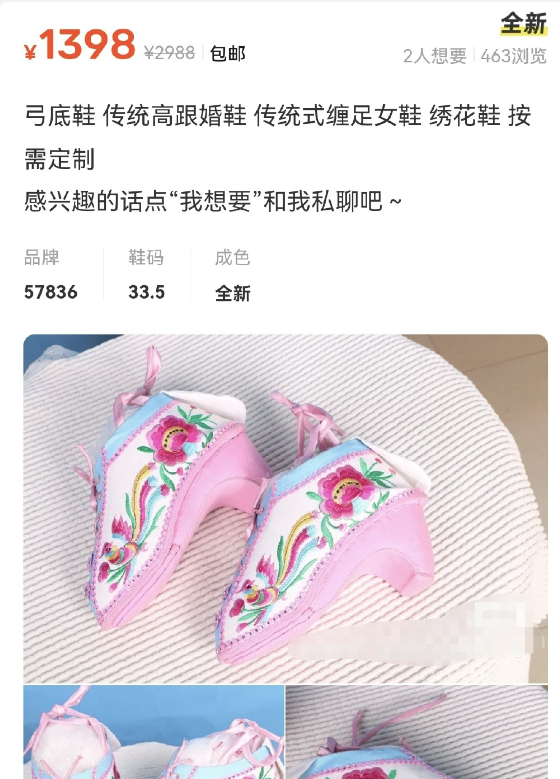 全新
¥1398 ¥2988 包邮
2人想要 | 463浏览
弓底鞋 传统高跟婚鞋 传统式缠足女鞋 绣花鞋 按
需定制
感兴趣的话点“我想要”和我私聊吧 ~
品牌 鞋码 成色
57836 33.5 全新